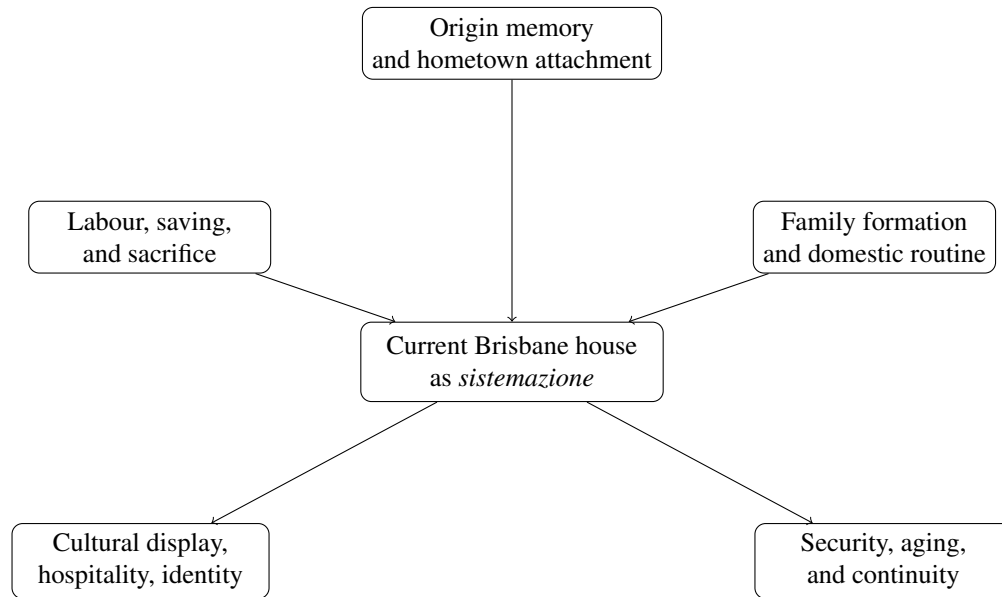 Origin memory
and hometown attachment
Labour, saving,
and sacrifice
Family formation
and domestic routine
Current Brisbane house
as sistemazione
Cultural display,
hospitality, identity
Security, aging,
and continuity